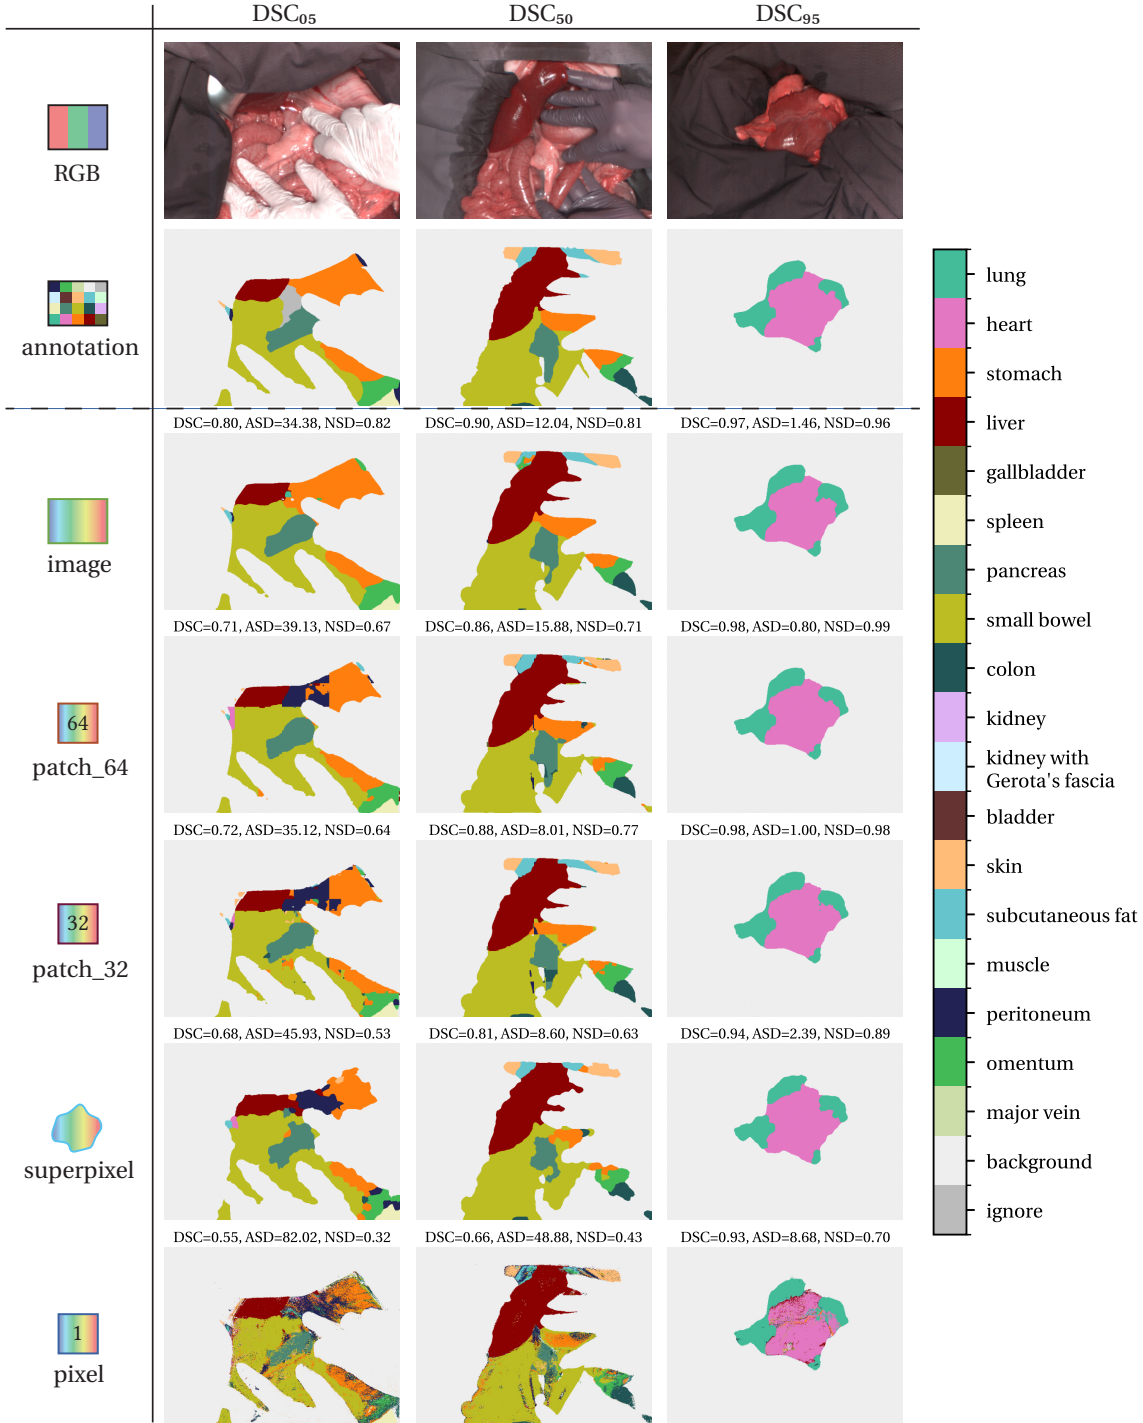 DSC05 DSC50 DSC95
RGB
annotation
DSC=0.80, ASD=34.38, NSD=0.82 DSC=0.90, ASD=12.04, NSD=0.81 DSC=0.97, ASD=1.46, NSD=0.96
image
DSC=0.71, ASD=39.13, NSD=0.67 DSC=0.86, ASD=15.88, NSD=0.71 DSC=0.98, ASD=0.80, NSD=0.99
64
patch_64
DSC=0.72, ASD=35.12, NSD=0.64 DSC=0.88, ASD=8.01, NSD=0.77 DSC=0.98, ASD=1.00, NSD=0.98
32
patch_32
DSC=0.68, ASD=45.93, NSD=0.53 DSC=0.81, ASD=8.60, NSD=0.63 DSC=0.94, ASD=2.39, NSD=0.89
superpixel
DSC=0.55, ASD=82.02, NSD=0.32 DSC=0.66, ASD=48.88, NSD=0.43 DSC=0.93, ASD=8.68, NSD=0.70
1
pixel
lung
heart
stomach
liver
gallbladder
spleen
pancreas
small bowel
colon
kidney
kidney with
Gerota's fascia
bladder
skin
subcutaneous fat
muscle
peritoneum
omentum
major vein
background
ignore